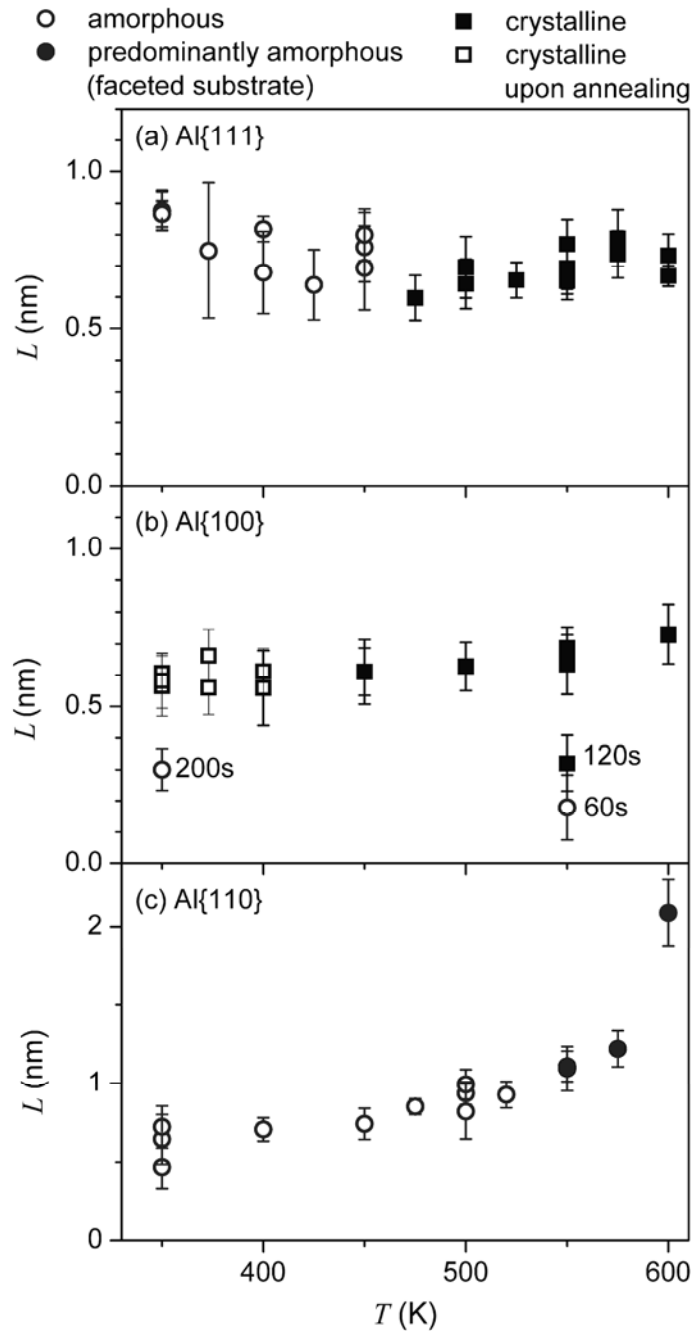 amorphous
predominantly amorphous
(faceted substrate)
crystalline
crystalline
upon annealing
(a) Al{111}
1.0
0.5
0.0
L (nm)
(b) Al{100}
1.0
0.5
0.0
L (nm)
200s
120s
60s
(c) Al{110}
2
1
0
L (nm)
400
500
600
T (K)